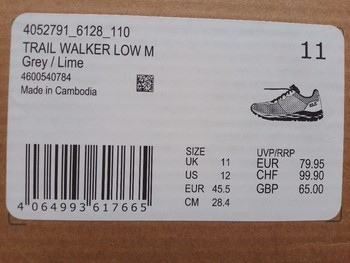 4052791_6128_110
TRAIL WALKER LOW M
Grey / Lime
4600540784
Made in Cambodia
11
SIZE
UK 11
US 12
EUR 45.5
CM 28.4
UVP/RRP
EUR 79.95
CHF 99.90
GBP 65.00
4 064993 617665